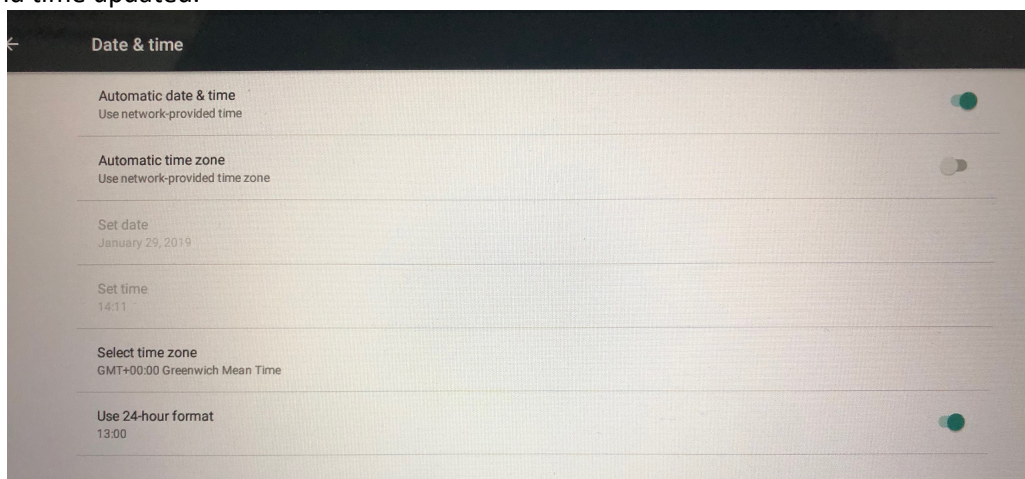 time updated.
Date & time
Automatic date & time
Use network-provided time
Automatic time zone
Use network-provided time zone
Set date
January 29, 2019
Set time
14:11
Select time zone
GMT+00:00 Greenwich Mean Time
Use 24-hour format
13:00